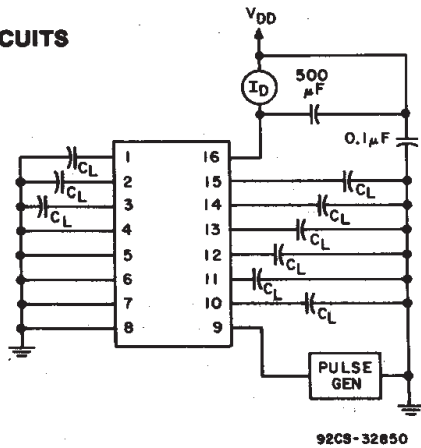 CUITS
VDD
ID
500
μF
0.1μF
1
CL
2
CL
3
CL
4
5
6
7
8
16
15
CL
14
CL
13
CL
12
CL
11
CL
10
CL
9
PULSE
GEN
92CS-32850